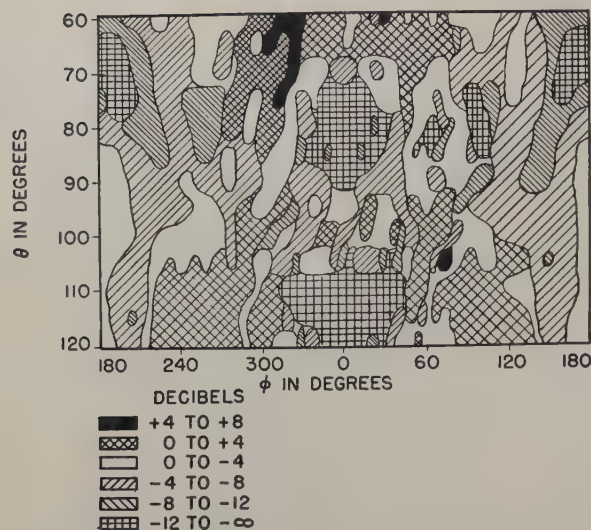 60
70
80
90
100
110
120
θ IN DEGREES
180 240 300 0 60 120 180
φ IN DEGREES
DECIBELS
+4 TO +8
0 TO +4
0 TO -4
-4 TO -8
-8 TO -12
-12 TO -∞